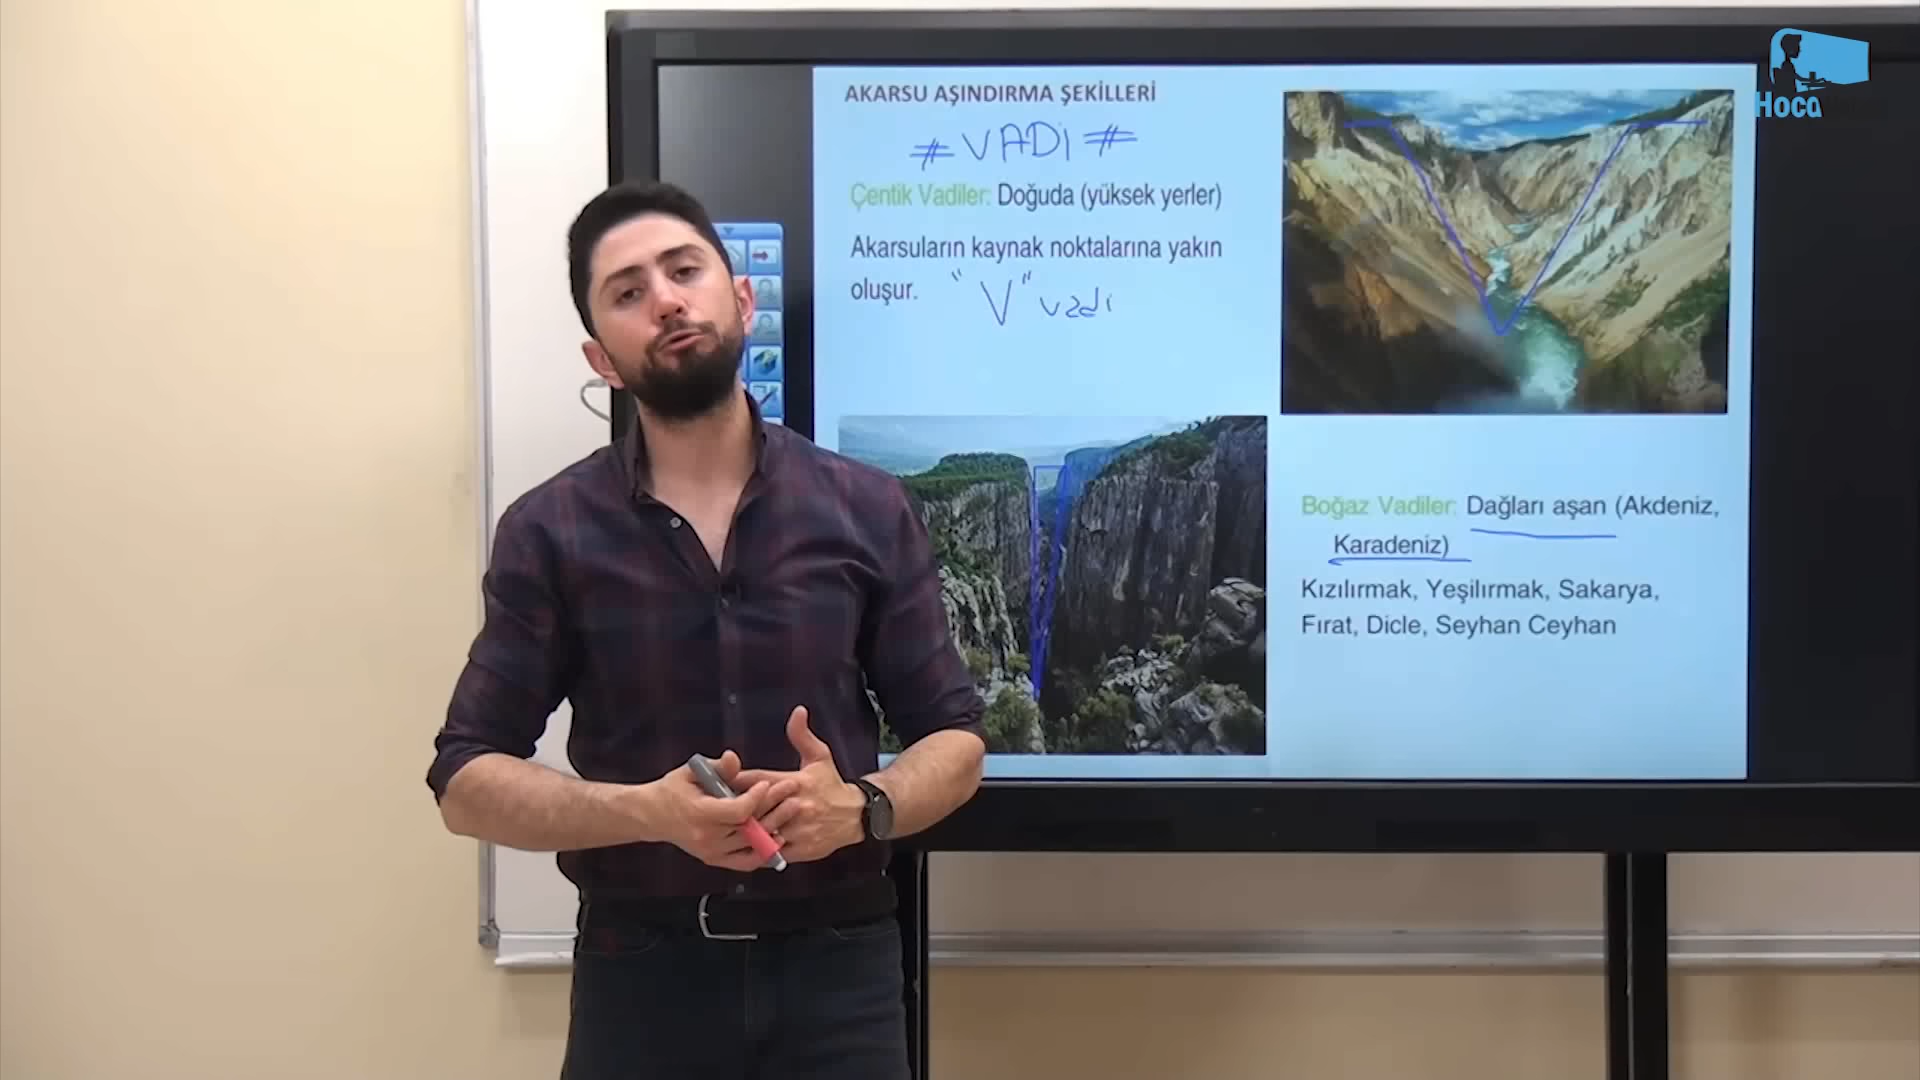 AKARSU AŞINDIRMA ŞEKİLLERİ
# VADİ #
Çentik Vadiler: Doğuda (yüksek yerler)
Akarsuların kaynak noktalarına yakın
oluşur. "V" vadi
Boğaz Vadiler: Dağları aşan (Akdeniz,
Karadeniz)
Kızılırmak, Yeşilırmak, Sakarya,
Fırat, Dicle, Seyhan Ceyhan
Hoca